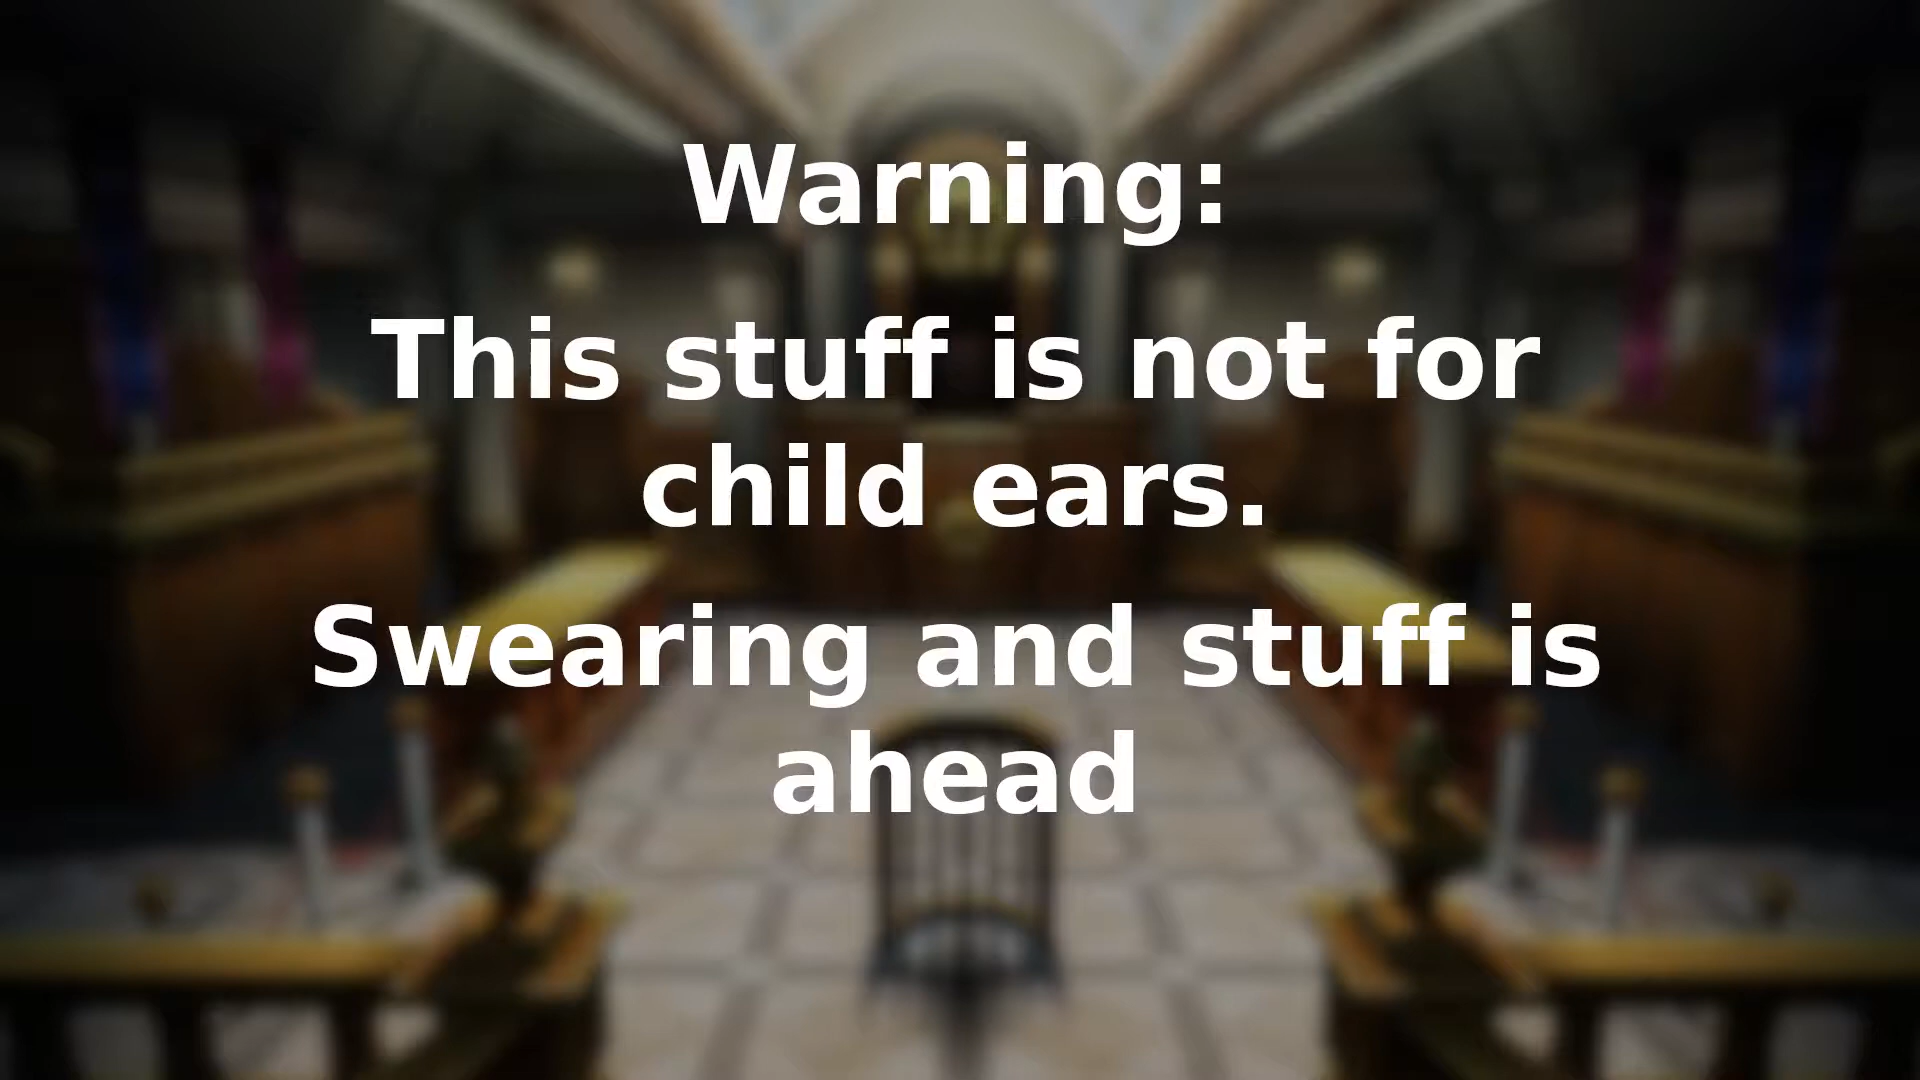 Warning:
This stuff is not for
child ears.
Swearing and stuff is
ahead